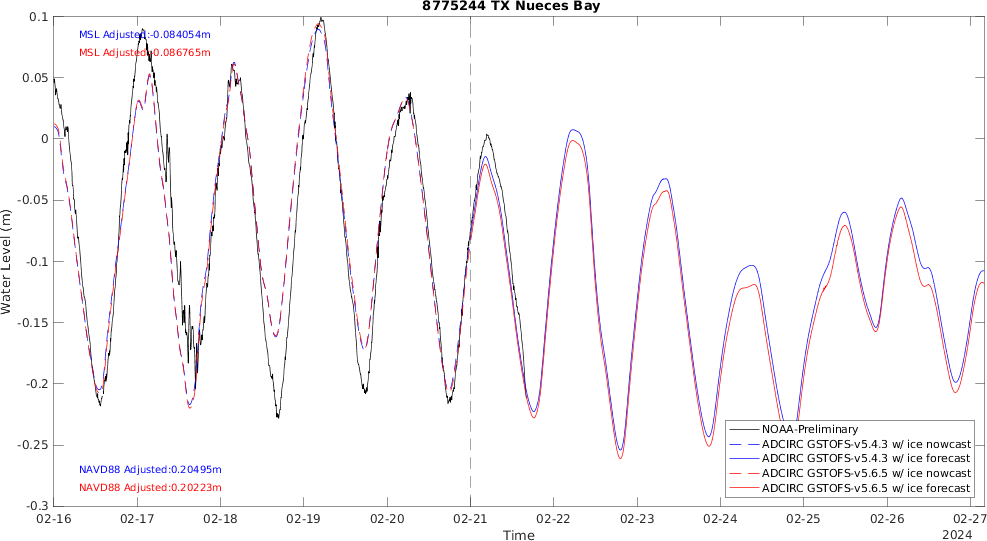 8775244 TX Nueces Bay
MSL Adjusted:-0.084054m
MSL Adjusted:-0.086765m
0.1
0.05
0
-0.05
-0.1
-0.15
-0.2
-0.25
-0.3
Water Level (m)
NAVD88 Adjusted:0.20495m
NAVD88 Adjusted:0.20223m
NOAA-Preliminary
ADCIRC GSTOFS-v5.4.3 w/ ice nowcast
ADCIRC GSTOFS-v5.4.3 w/ ice forecast
ADCIRC GSTOFS-v5.6.5 w/ ice nowcast
ADCIRC GSTOFS-v5.6.5 w/ ice forecast
02-16 02-17 02-18 02-19 02-20 02-21 02-22 02-23 02-24 02-25 02-26 02-27
Time
2024